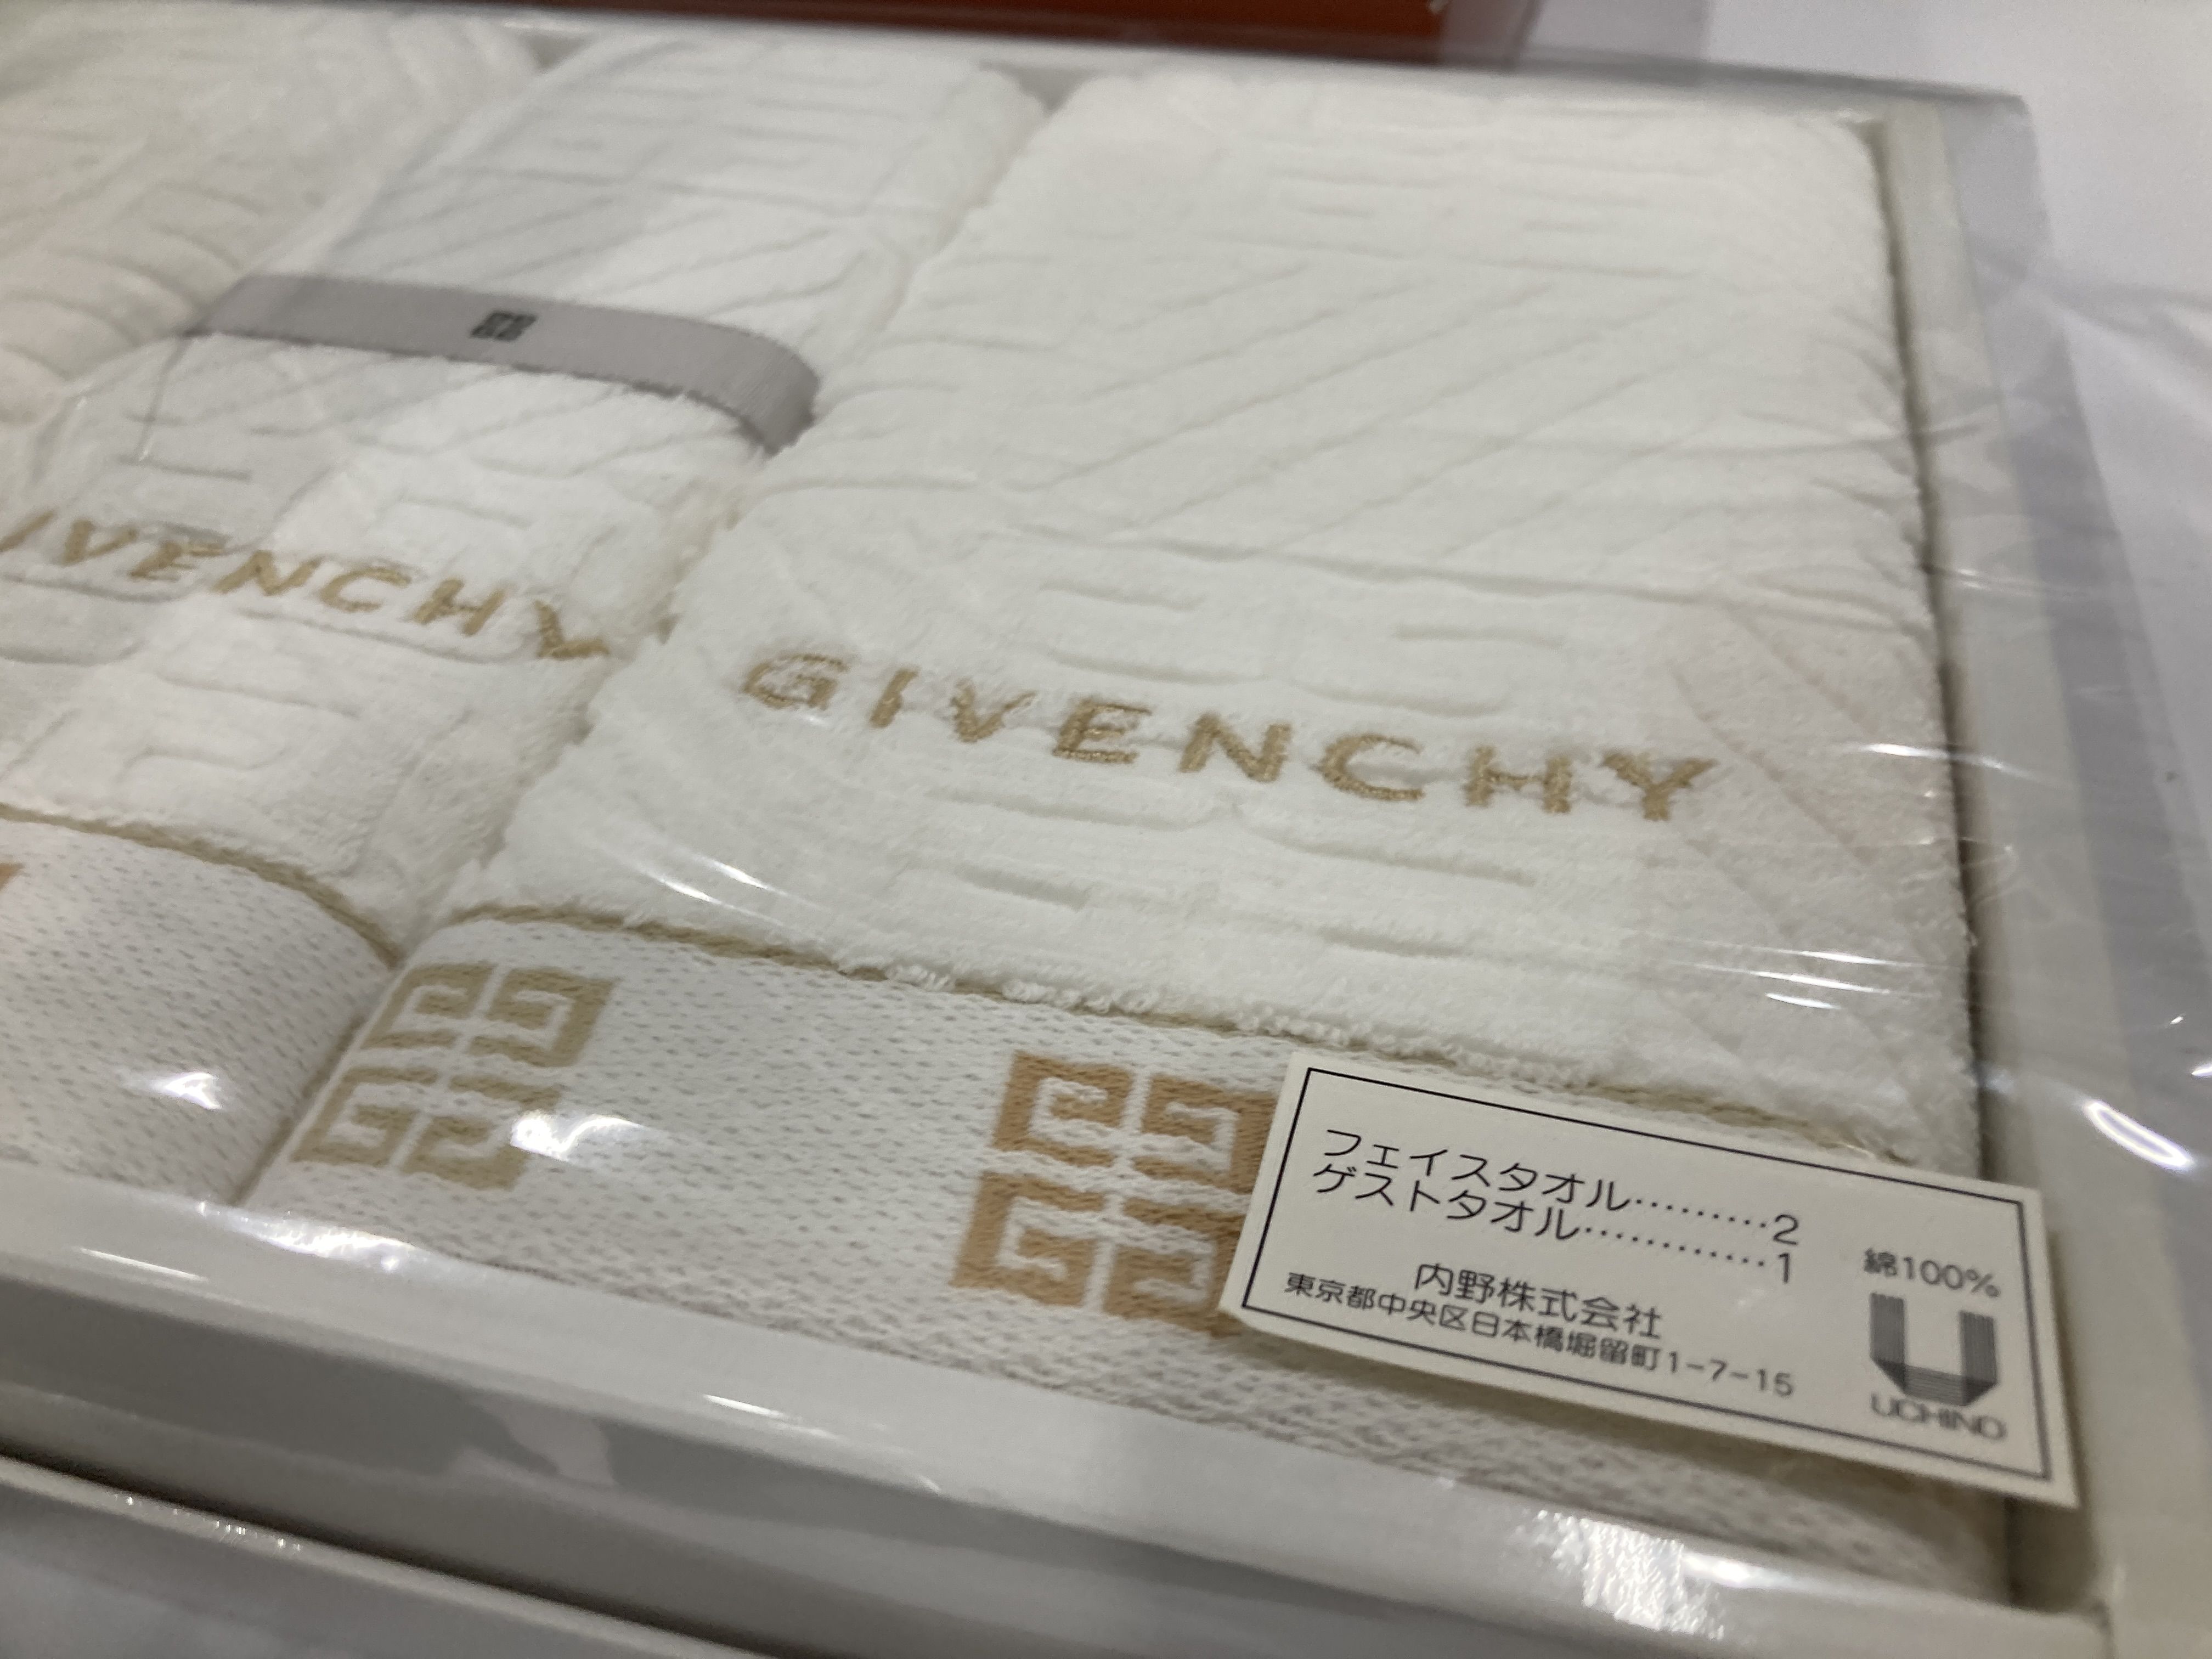 IVENCHY
GIVENCHY
フェイスタオル………2
ゲストタオル…………1
綿100%
内野株式会社
東京都中央区日本橋堀留町1-7-15
UCHINO